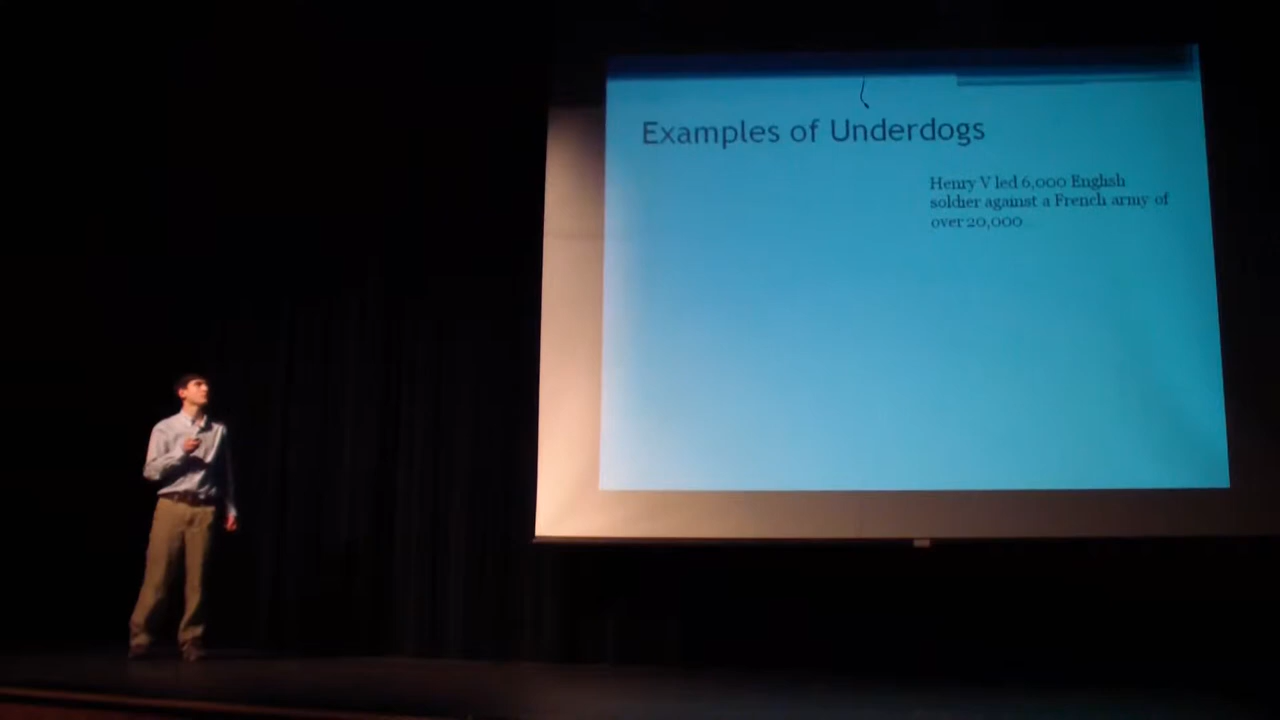 Examples of Underdogs
Henry V led 6,000 English
soldier against a French army of
over 20,000